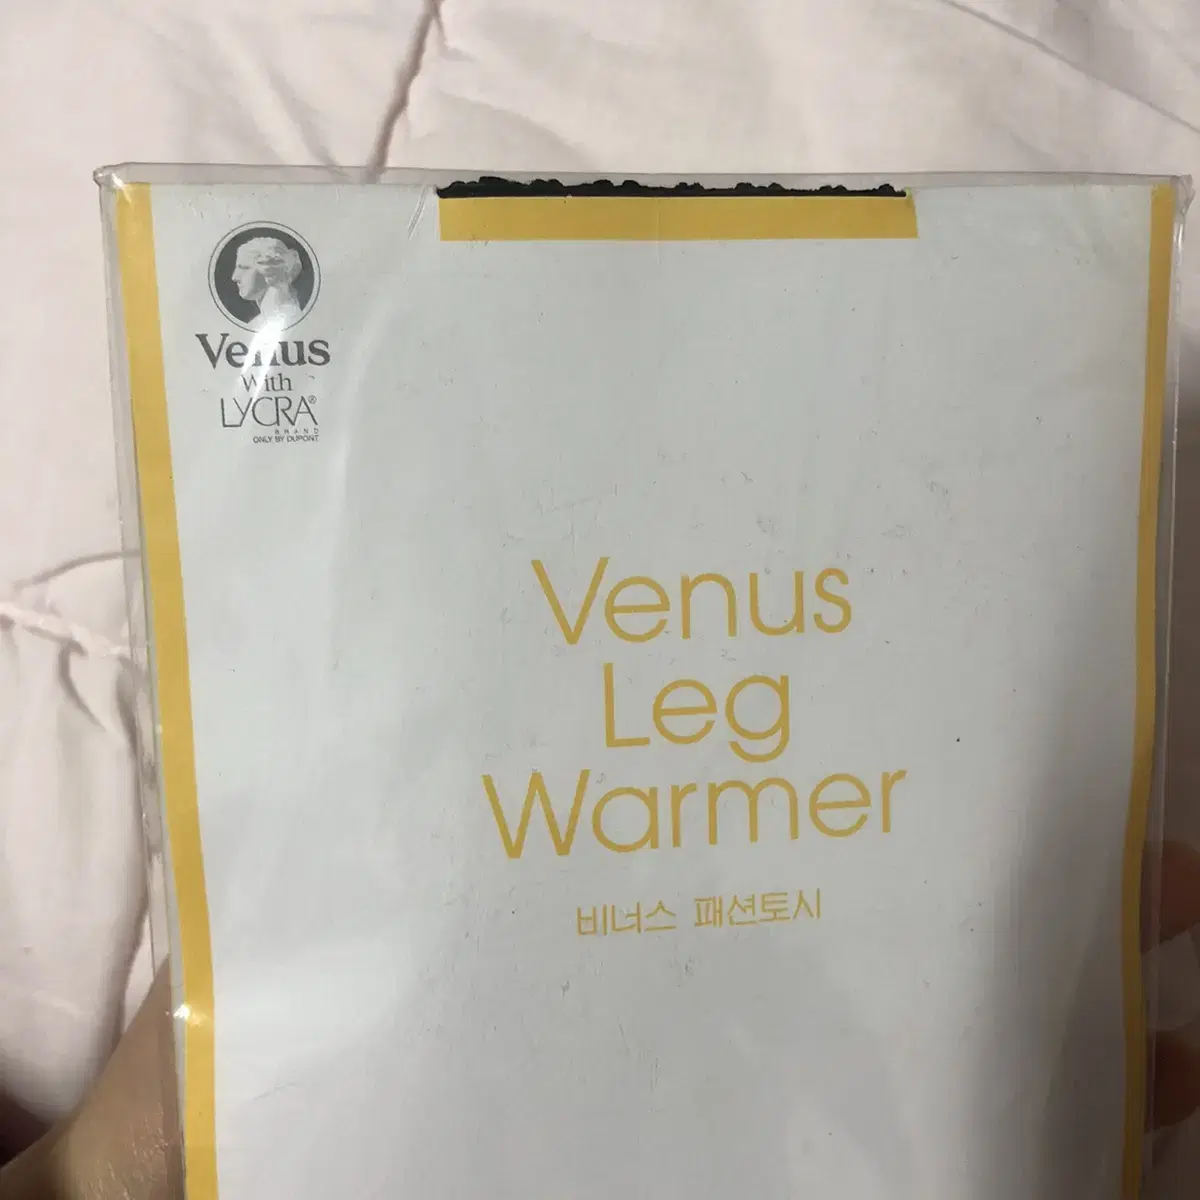 Venus
With
LYCRA®
BRAND
ONLY BY DUPONT
Venus
Leg
Warmer
비너스 패션토시